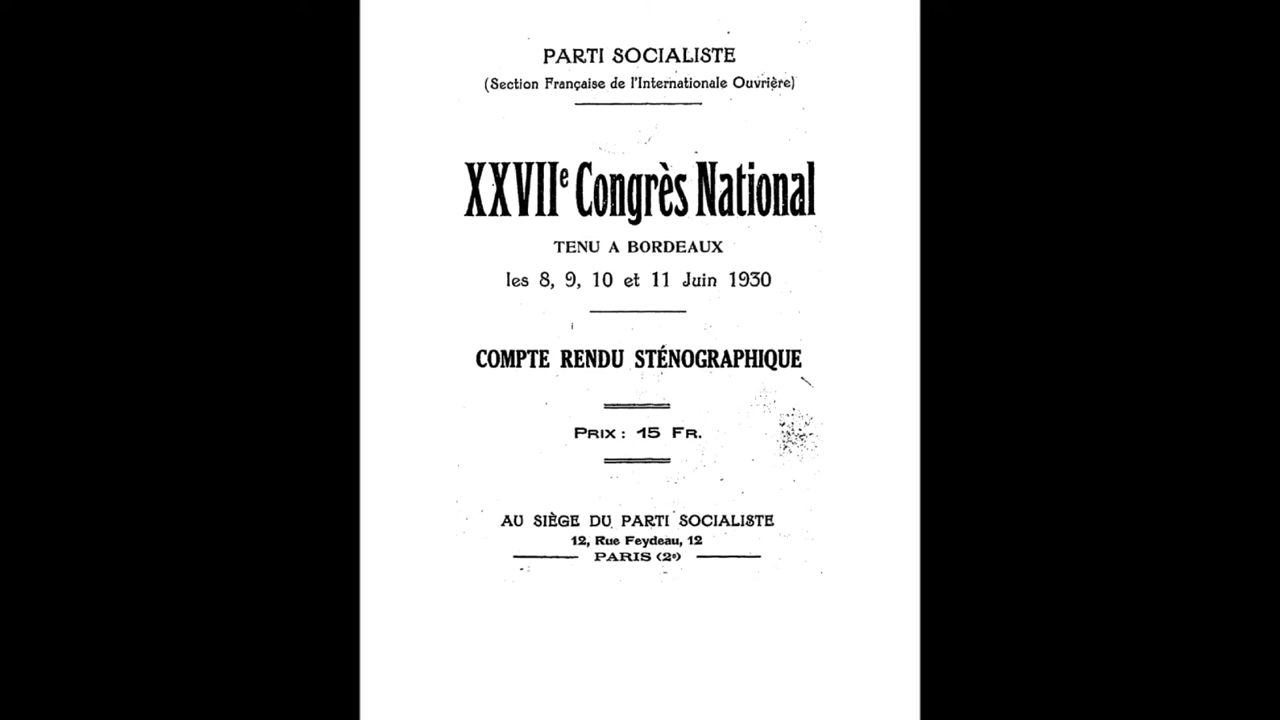 PARTI SOCIALISTE
(Section Française de l'Internationale Ouvrière)
XXVIIe Congrès National
TENU A BORDEAUX
les 8, 9, 10 et 11 Juin 1930
COMPTE RENDU STÉNOGRAPHIQUE
PRIX : 15 FR.
AU SIÈGE DU PARTI SOCIALISTE
12, Rue Feydeau, 12
PARIS (2e)